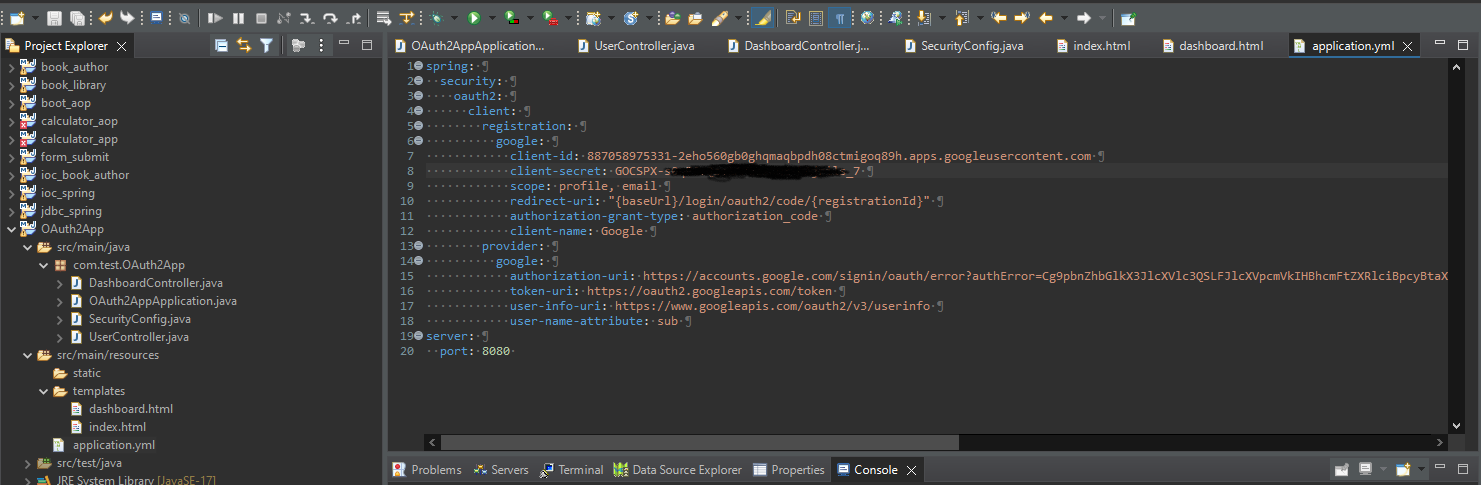 Project Explorer
OAuth2AppApplication...
UserController.java
DashboardController.j...
SecurityConfig.java
index.html
dashboard.html
application.yml
book_author
book_library
boot_aop
calculator_aop
calculator_app
form_submit
ioc_book_author
ioc_spring
jdbc_spring
OAuth2App
src/main/java
com.test.OAuth2App
DashboardController.java
OAuth2AppApplication.java
SecurityConfig.java
UserController.java
src/main/resources
static
templates
dashboard.html
index.html
application.yml
src/test/java
JRE System Library [JavaSE-17]
1 spring: ¶
2 ··security: ¶
3 ····oauth2: ¶
4 ······client: ¶
5 ········registration: ¶
6 ··········google: ¶
7 ············client-id: 887058975331-2eho560gb0ghqmaqbpdh08ctmigoq89h.apps.googleusercontent.com ¶
8 ············client-secret: GOCSPX- _7 ¶
9 ············scope: profile, email ¶
10 ············redirect-uri: "{baseUrl}/login/oauth2/code/{registrationId}" ¶
11 ············authorization-grant-type: authorization_code ¶
12 ············client-name: Google ¶
13 ········provider: ¶
14 ··········google: ¶
15 ············authorization-uri: https://accounts.google.com/signin/oauth/error?authError=Cg9pbnZhbGlkX3JlcXVlc3QSLFJlcXVpcmVkIHBhcmFtZXRlciBpcyBtaX
16 ············token-uri: https://oauth2.googleapis.com/token ¶
17 ············user-info-uri: https://www.googleapis.com/oauth2/v3/userinfo ¶
18 ············user-name-attribute: sub ¶
19 server: ¶
20 ··port: 8080·
Problems
Servers
Terminal
Data Source Explorer
Properties
Console